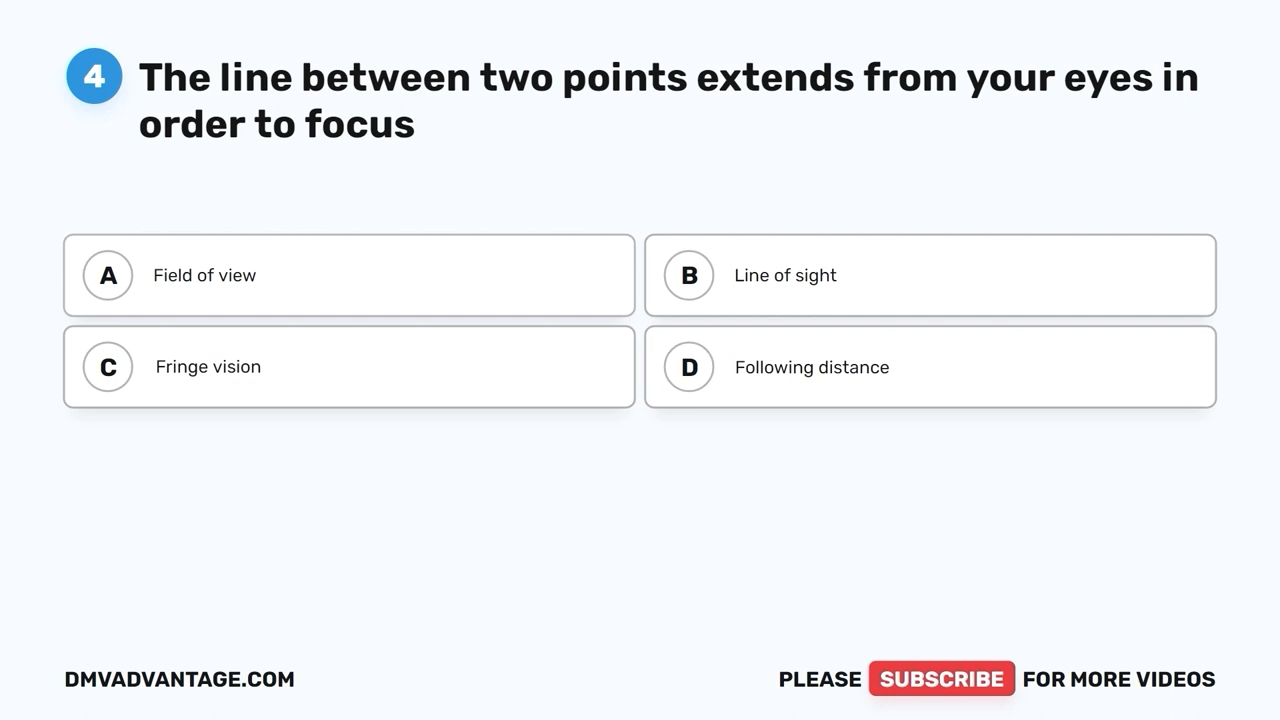 4
The line between two points extends from your eyes in
order to focus
A Field of view
B Line of sight
C Fringe vision
D Following distance
DMVADVANTAGE.COM
PLEASE SUBSCRIBE FOR MORE VIDEOS